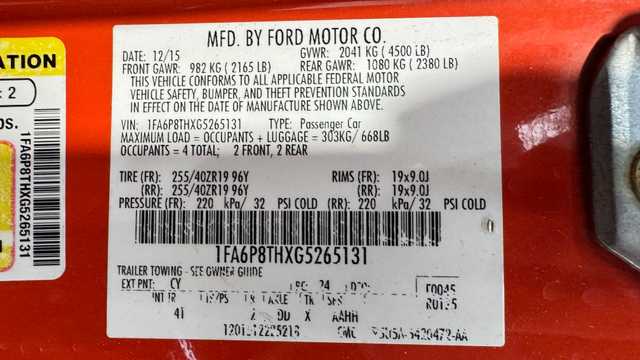 MFD. BY FORD MOTOR CO.
DATE: 12/15 GVWR: 2041 KG (4500 LB)
FRONT GAWR: 982 KG (2165 LB) REAR GAWR: 1080 KG (2380 LB)
THIS VEHICLE CONFORMS TO ALL APPLICABLE FEDERAL MOTOR
VEHICLE SAFETY, BUMPER, AND THEFT PREVENTION STANDARDS
IN EFFECT ON THE DATE OF MANUFACTURE SHOWN ABOVE.
VIN: 1FA6P8THXG5265131 TYPE: Passenger Car
MAXIMUM LOAD = OCCUPANTS + LUGGAGE = 303KG/ 668LB
OCCUPANTS = 4 TOTAL; 2 FRONT, 2 REAR
TIRE (FR): 255/40ZR19 96Y RIMS (FR): 19x9.0J
(RR): 255/40ZR19 96Y (RR): 19x9.0J
PRESSURE (FR): 220 kPa/ 32 PSI COLD (RR): 220 kPa/ 32 PSI COLD
1FA6P8THXG5265131
TRAILER TOWING - SEE OWNER GUIDE
EXT PNT: CY 24
41 X AAHH
ATION
: 2
os.
1FA6P8THXG5265131